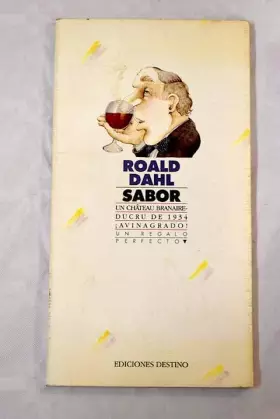 ROALD
DAHL
SABOR
UN CHÂTEAU BRANAIRE-
DUCRU DE 1934
¡AVINAGRADO!
UN REGALO
PERFECTO
EDICIONES DESTINO